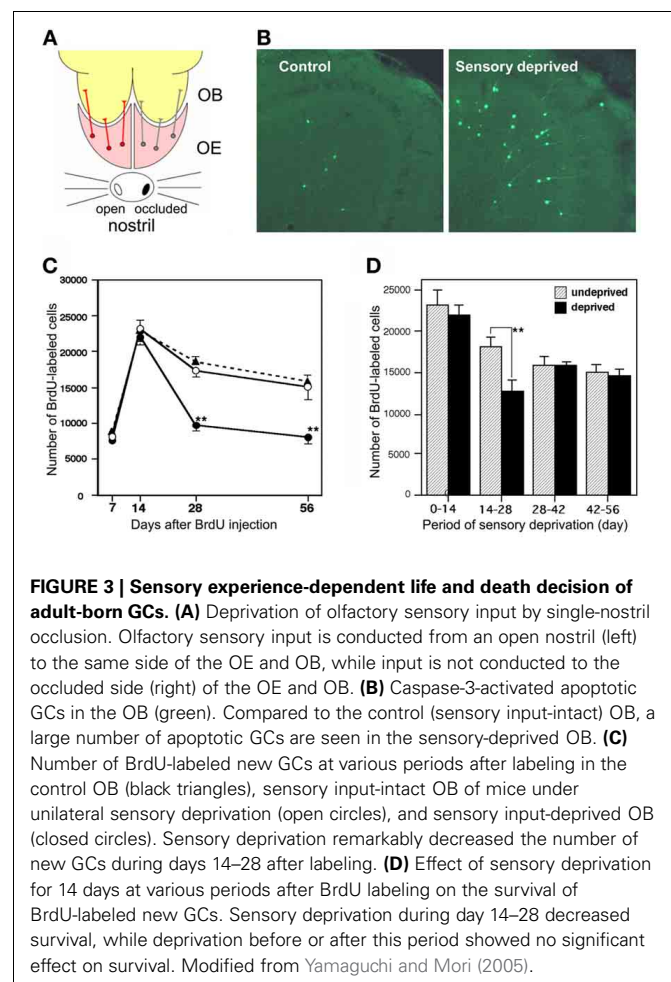 A
OB
OE
open occluded
nostril
B
Control
Sensory deprived
C
30000
25000
20000
15000
10000
5000
0
Number of BrdU-labeled cells
**
**
7 14 28 56
Days after BrdU injection
D
25000
20000
15000
10000
5000
0
Number of BrdU-labeled cells
undeprived
deprived
**
0-14 14-28 28-42 42-56
Period of sensory deprivation (day)
FIGURE 3 | Sensory experience-dependent life and death decision of
adult-born GCs. (A) Deprivation of olfactory sensory input by single-nostril
occlusion. Olfactory sensory input is conducted from an open nostril (left)
to the same side of the OE and OB, while input is not conducted to the
occluded side (right) of the OE and OB. (B) Caspase-3-activated apoptotic
GCs in the OB (green). Compared to the control (sensory input-intact) OB, a
large number of apoptotic GCs are seen in the sensory-deprived OB. (C)
Number of BrdU-labeled new GCs at various periods after labeling in the
control OB (black triangles), sensory input-intact OB of mice under
unilateral sensory deprivation (open circles), and sensory input-deprived OB
(closed circles). Sensory deprivation remarkably decreased the number of
new GCs during days 14–28 after labeling. (D) Effect of sensory deprivation
for 14 days at various periods after BrdU labeling on the survival of
BrdU-labeled new GCs. Sensory deprivation during day 14–28 decreased
survival, while deprivation before or after this period showed no significant
effect on survival. Modified from Yamaguchi and Mori (2005).